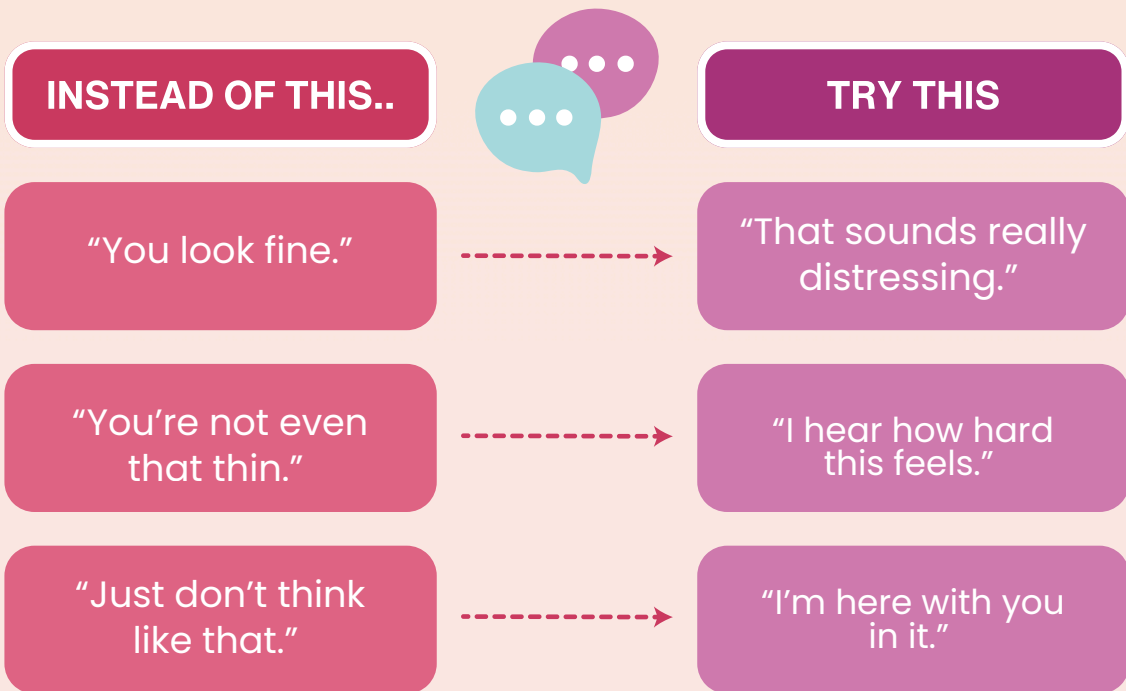 INSTEAD OF THIS..
TRY THIS
“You look fine.”
“That sounds really
distressing.”
“You’re not even
that thin.”
“I hear how hard
this feels.”
“Just don’t think
like that.”
“I’m here with you
in it.”